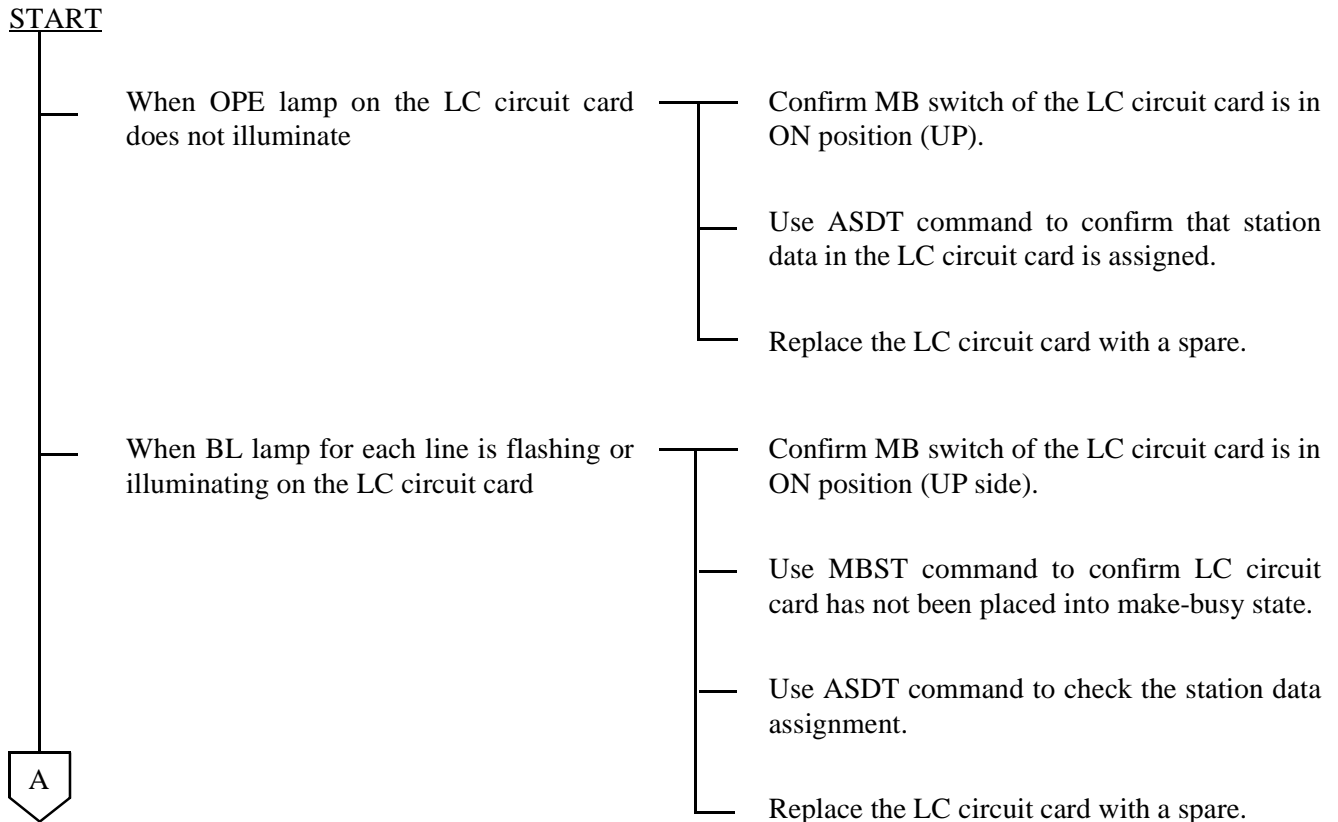 START
When OPE lamp on the LC circuit card
does not illuminate
Confirm MB switch of the LC circuit card is in
ON position (UP).
Use ASDT command to confirm that station
data in the LC circuit card is assigned.
Replace the LC circuit card with a spare.
When BL lamp for each line is flashing or
illuminating on the LC circuit card
Confirm MB switch of the LC circuit card is in
ON position (UP side).
Use MBST command to confirm LC circuit
card has not been placed into make-busy state.
Use ASDT command to check the station data
assignment.
Replace the LC circuit card with a spare.
A